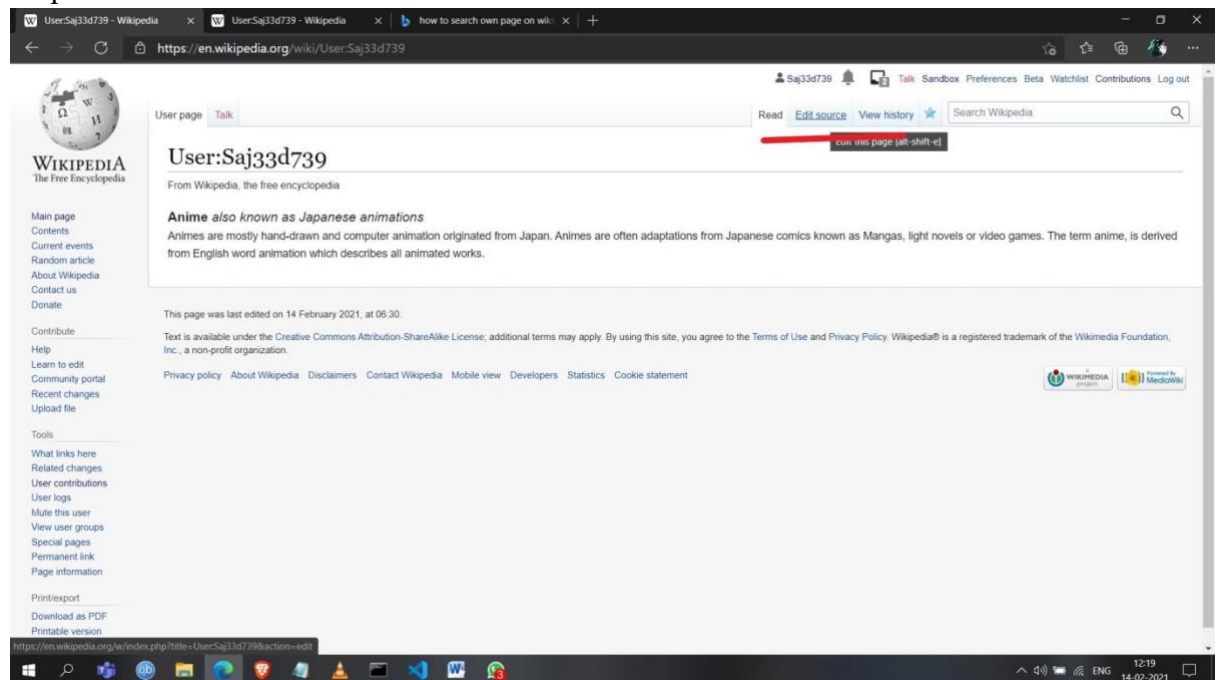 User:Saj33d739 - Wikipedia
User:Saj33d739 - Wikipedia
how to search own page on wiki
https://en.wikipedia.org/wiki/User:Saj33d739
Saj33d739 Talk Sandbox Preferences Beta Watchlist Contributions Log out
User page Talk Read Edit source View history Search Wikipedia
Edit this page [alt-shift-e]
WIKIPEDIA
The Free Encyclopedia
User:Saj33d739
From Wikipedia, the free encyclopedia
Anime also known as Japanese animations
Animes are mostly hand-drawn and computer animation originated from Japan. Animes are often adaptations from Japanese comics known as Mangas, light novels or video games. The term anime, is derived
from English word animation which describes all animated works.
This page was last edited on 14 February 2021, at 06:30.
Text is available under the Creative Commons Attribution-ShareAlike License; additional terms may apply. By using this site, you agree to the Terms of Use and Privacy Policy. Wikipedia® is a registered trademark of the Wikimedia Foundation,
Inc., a non-profit organization.
Privacy policy About Wikipedia Disclaimers Contact Wikipedia Mobile view Developers Statistics Cookie statement
WIKIMEDIA
project
Powered By
MediaWiki
Main page
Contents
Current events
Random article
About Wikipedia
Contact us
Donate
Contribute
Help
Learn to edit
Community portal
Recent changes
Upload file
Tools
What links here
Related changes
User contributions
User logs
Mute this user
View user groups
Special pages
Permanent link
Page information
Print/export
Download as PDF
Printable version
https://en.wikipedia.org/w/index.php?title=User:Saj33d739&action=edit
ENG
12:19
14-02-2021